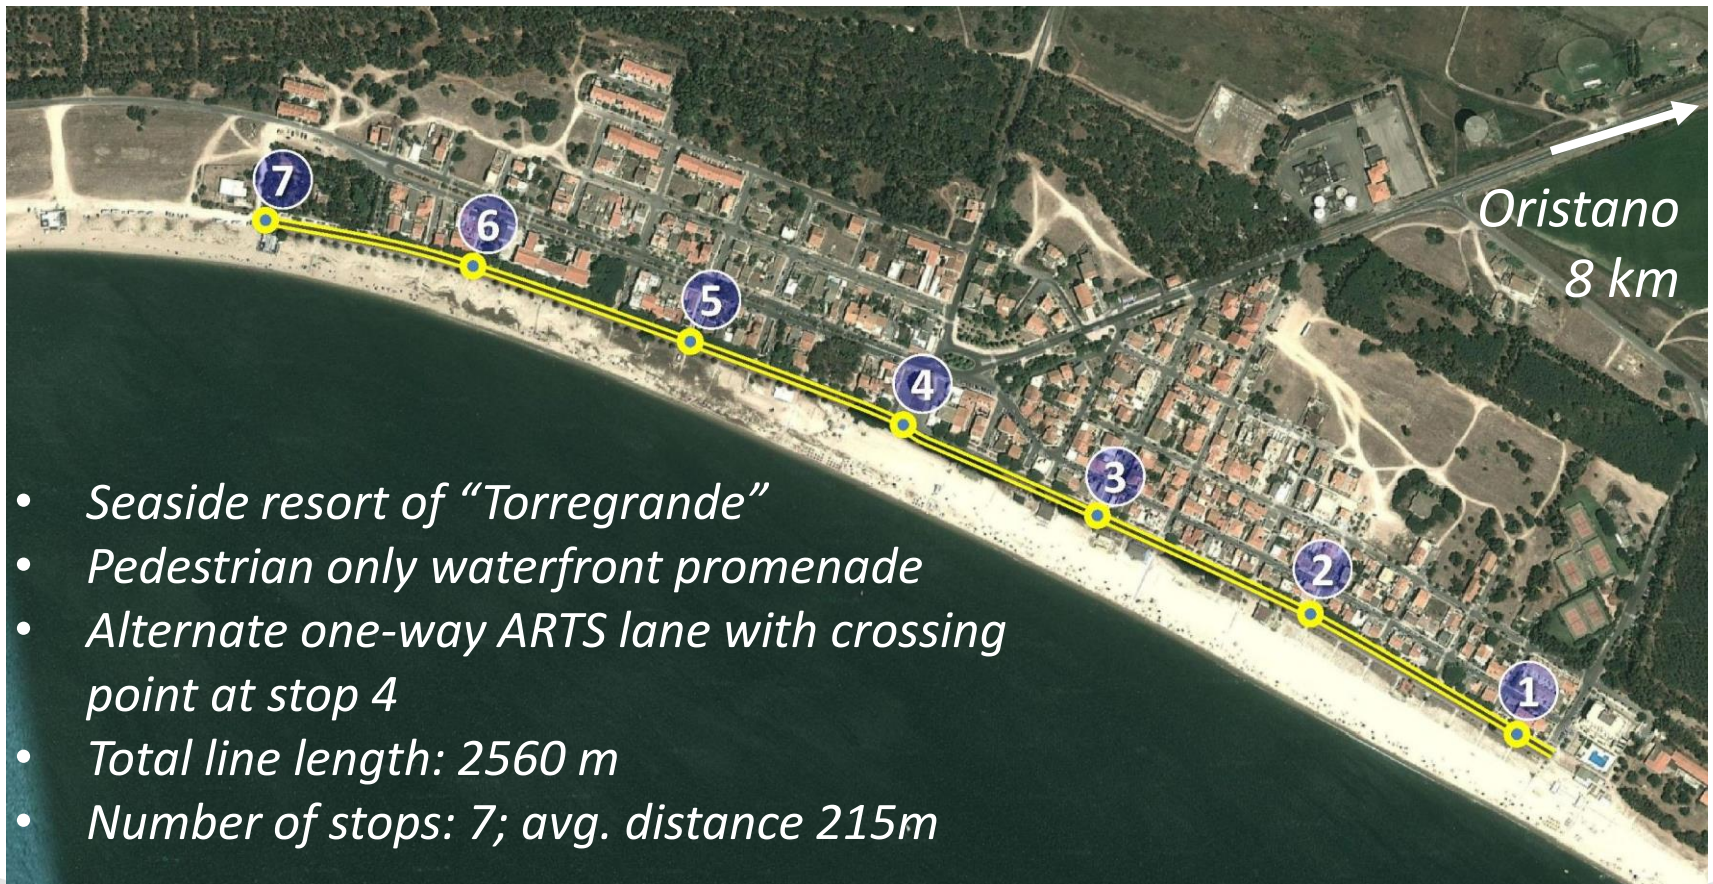 7
6
5
4
3
2
1
Oristano
8 km
• Seaside resort of “Torregrande”
• Pedestrian only waterfront promenade
• Alternate one-way ARTS lane with crossing
point at stop 4
• Total line length: 2560 m
• Number of stops: 7; avg. distance 215m